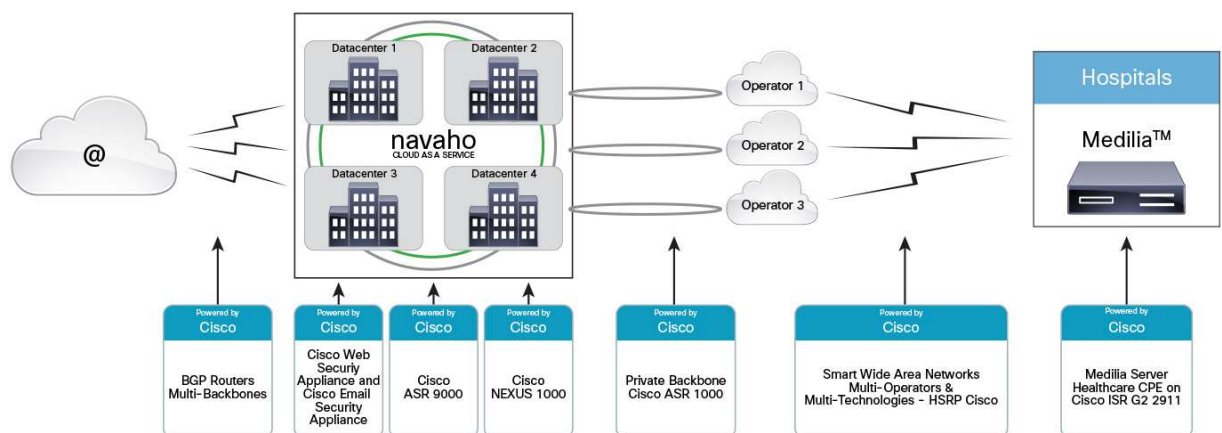 @
Datacenter 1
Datacenter 2
navaho
CLOUD AS A SERVICE
Datacenter 3
Datacenter 4
Operator 1
Operator 2
Operator 3
Hospitals
Medilia™
Powered by
Cisco
BGP Routers
Multi-Backbones
Powered by
Cisco
Cisco Web
Securiy
Appliance and
Cisco Email
Security
Appliance
Powered by
Cisco
Cisco
ASR 9000
Powered by
Cisco
Cisco
NEXUS 1000
Powered by
Cisco
Private Backbone
Cisco ASR 1000
Powered by
Cisco
Smart Wide Area Networks
Multi-Operators &
Multi-Technologies - HSRP Cisco
Powered by
Cisco
Medilia Server
Healthcare CPE on
Cisco ISR G2 2911